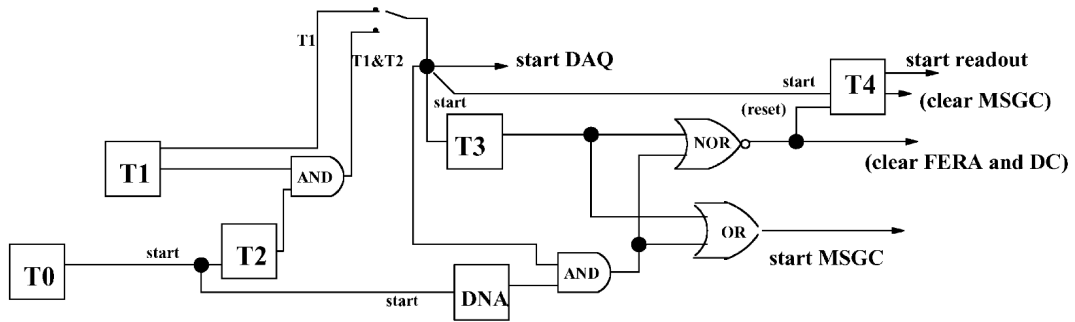 T1
T1&T2
start DAQ
start
start readout
T4
(clear MSGC)
start
(reset)
T3
NOR
(clear FERA and DC)
T1
AND
T2
OR
start
T0
start MSGC
AND
start
DNA